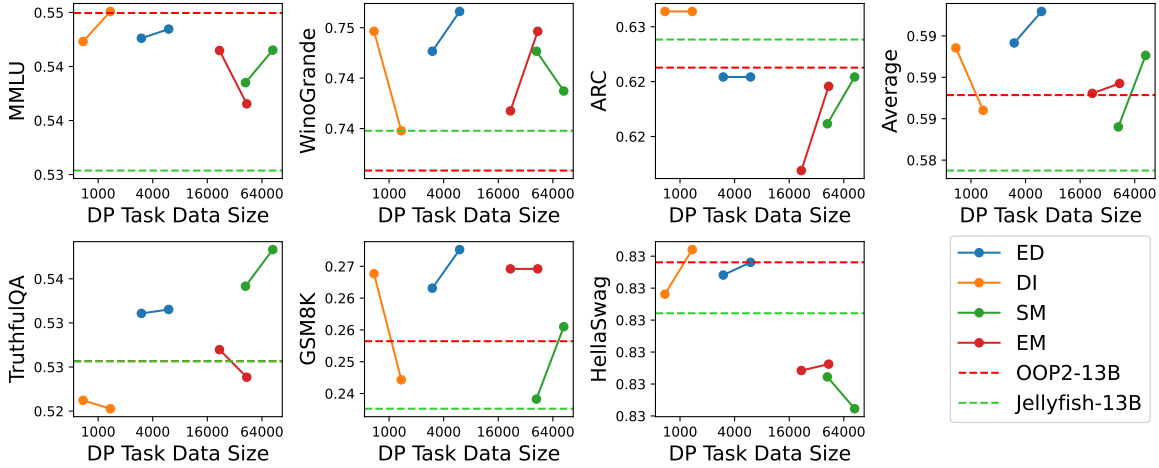 MMLU
0.55
0.54
0.54
0.53
1000 4000 16000 64000
DP Task Data Size
WinoGrande
0.75
0.74
0.74
1000 4000 16000 64000
DP Task Data Size
ARC
0.63
0.62
0.62
1000 4000 16000 64000
DP Task Data Size
Average
0.59
0.59
0.59
0.58
1000 4000 16000 64000
DP Task Data Size
TruthfulQA
0.54
0.53
0.53
0.52
1000 4000 16000 64000
DP Task Data Size
GSM8K
0.27
0.26
0.26
0.25
0.24
1000 4000 16000 64000
DP Task Data Size
HellaSwag
0.83
0.83
0.83
0.83
0.83
0.83
1000 4000 16000 64000
DP Task Data Size
ED
DI
SM
EM
OOP2-13B
Jellyfish-13B